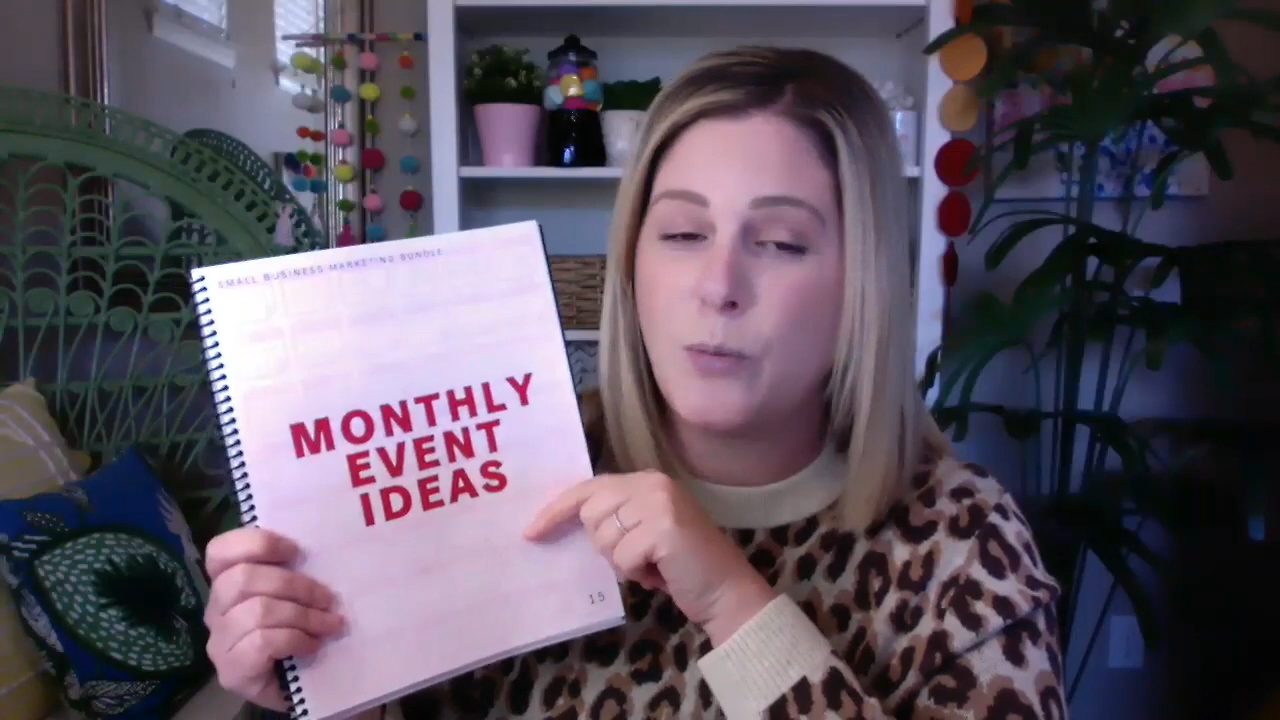 SMALL BUSINESS MARKETING BUNDLE
MONTHLY
EVENT
IDEAS
15